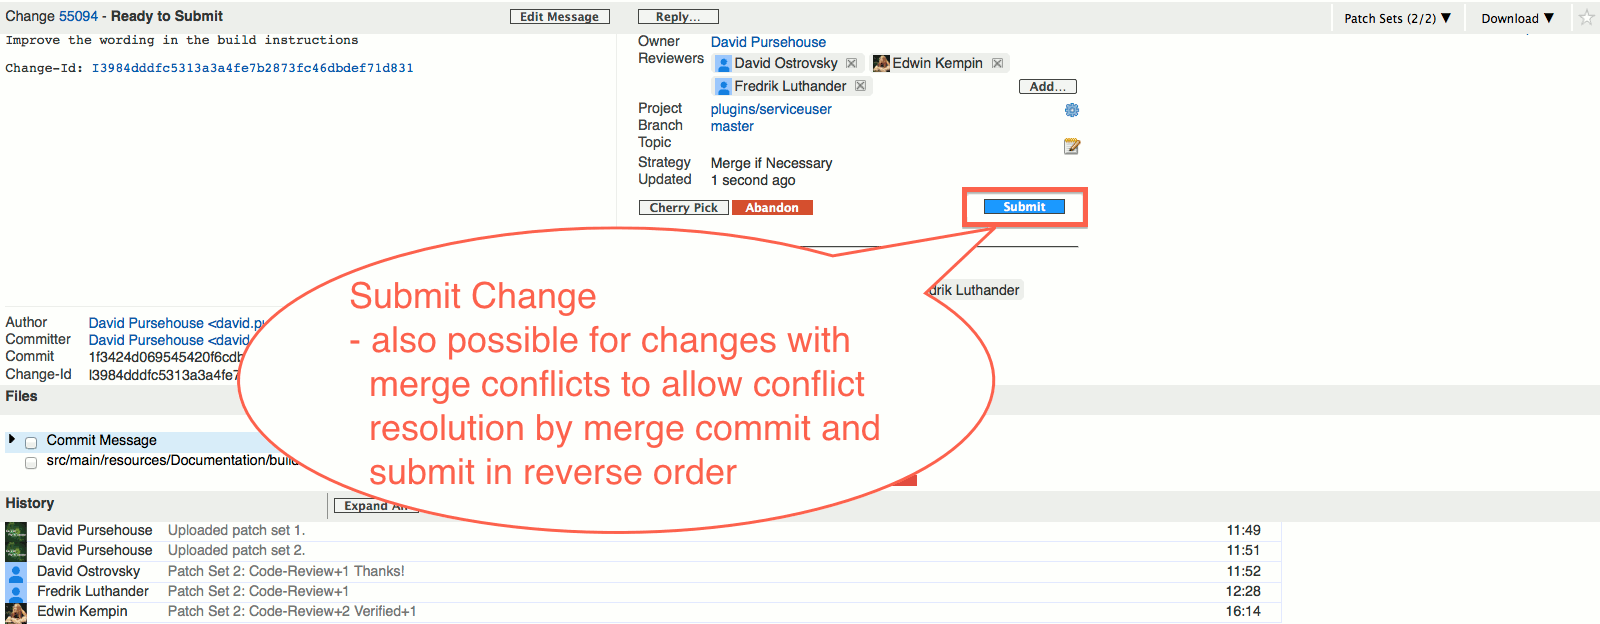 Change 55094 - Ready to Submit
Edit Message
Reply...
Patch Sets (2/2) ▼
Download ▼
Improve the wording in the build instructions
Change-Id: I3984dddfc5313a3a4fe7b2873fc46dbdef71d831
Owner David Pursehouse
Reviewers David Ostrovsky Edwin Kempin
Fredrik Luthander
Add...
Project plugins/serviceuser
Branch master
Topic
Strategy Merge if Necessary
Updated 1 second ago
Cherry Pick Abandon Submit
Submit Change
- also possible for changes with
merge conflicts to allow conflict
resolution by merge commit and
submit in reverse order
drik Luthander
Author David Pursehouse <david.pu
Committer David Pursehouse <david
Commit 1f3424d069545420f6cdb
Change-Id I3984dddfc5313a3a4fe7
Files
Commit Message
src/main/resources/Documentation/build
History
Expand All
David Pursehouse Uploaded patch set 1. 11:49
David Pursehouse Uploaded patch set 2. 11:51
David Ostrovsky Patch Set 2: Code-Review+1 Thanks! 11:52
Fredrik Luthander Patch Set 2: Code-Review+1 12:28
Edwin Kempin Patch Set 2: Code-Review+2 Verified+1 16:14